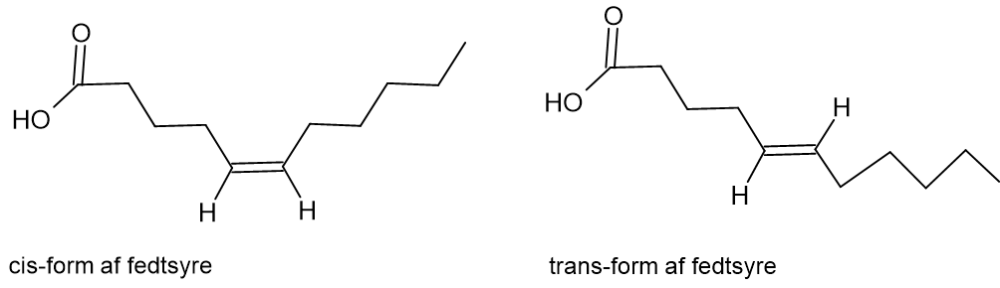 O
HO
H
H
cis-form af fedtsyre
O
HO
H
H
trans-form af fedtsyre